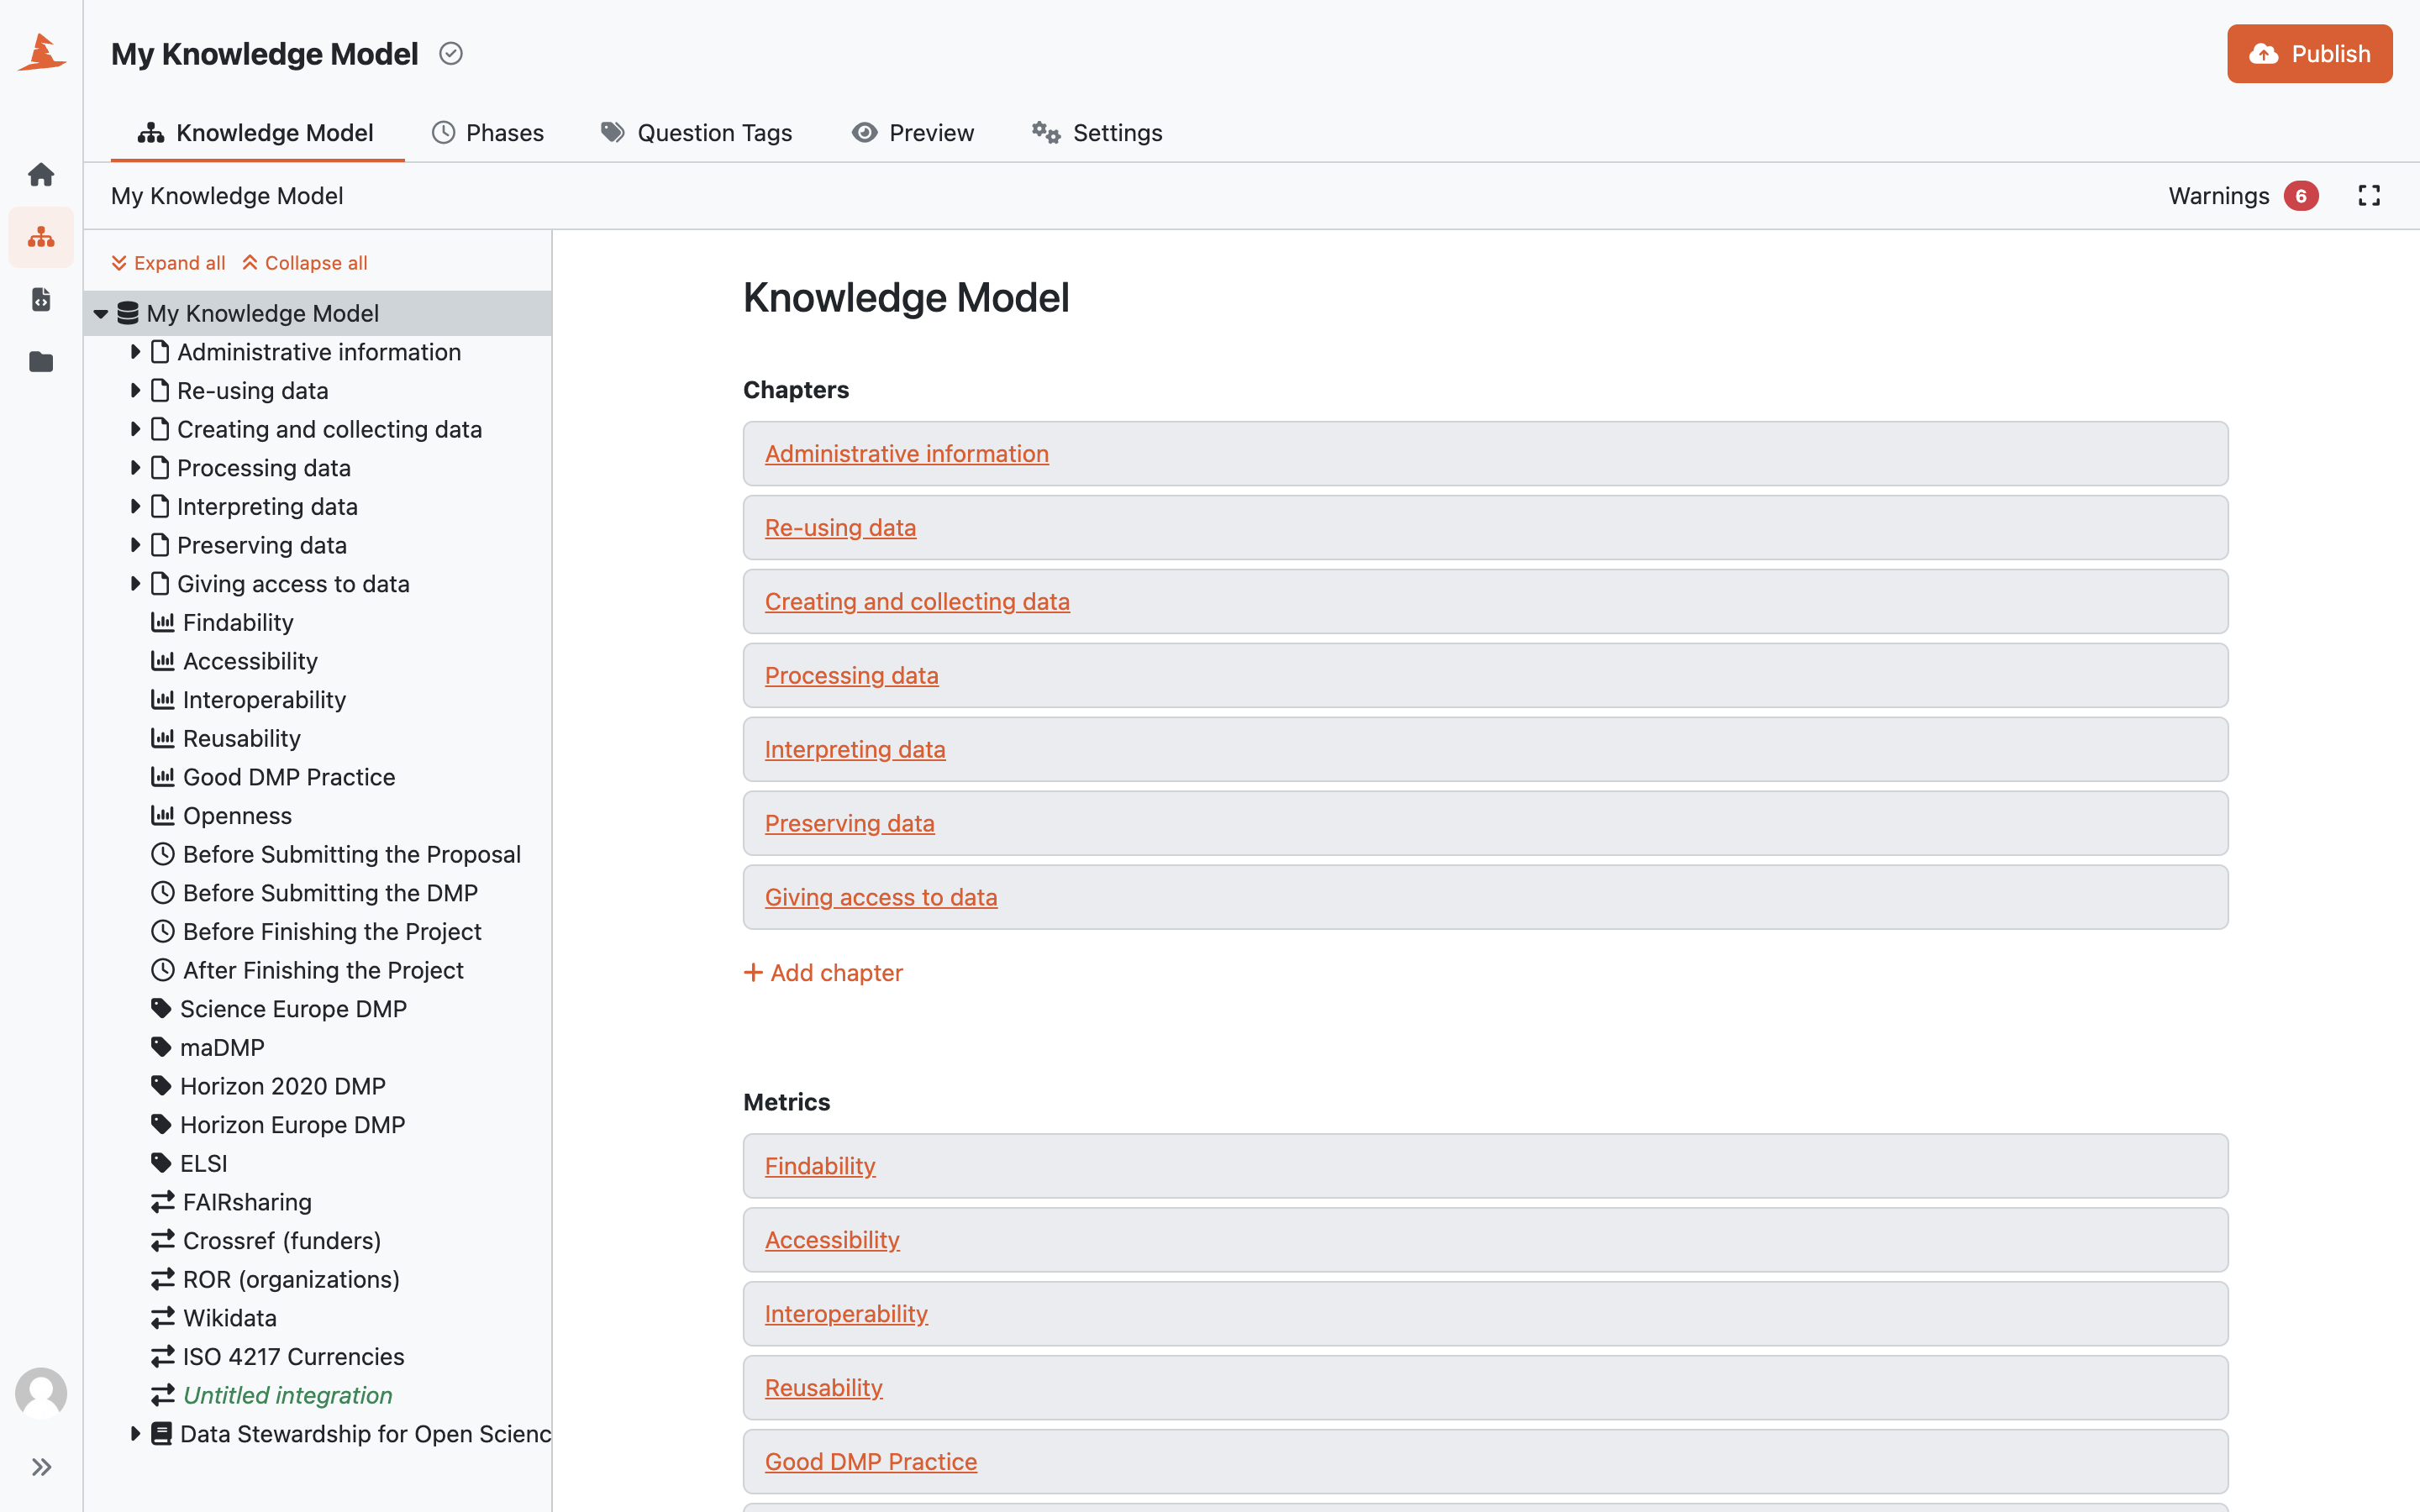 My Knowledge Model
Publish
Knowledge Model
Phases
Question Tags
Preview
Settings
My Knowledge Model
Warnings 6
Expand all
Collapse all
My Knowledge Model
Administrative information
Re-using data
Creating and collecting data
Processing data
Interpreting data
Preserving data
Giving access to data
Findability
Accessibility
Interoperability
Reusability
Good DMP Practice
Openness
Before Submitting the Proposal
Before Submitting the DMP
Before Finishing the Project
After Finishing the Project
Science Europe DMP
maDMP
Horizon 2020 DMP
Horizon Europe DMP
ELSI
FAIRsharing
Crossref (funders)
ROR (organizations)
Wikidata
ISO 4217 Currencies
Untitled integration
Data Stewardship for Open Scienc
Knowledge Model
Chapters
Administrative information
Re-using data
Creating and collecting data
Processing data
Interpreting data
Preserving data
Giving access to data
Add chapter
Metrics
Findability
Accessibility
Interoperability
Reusability
Good DMP Practice